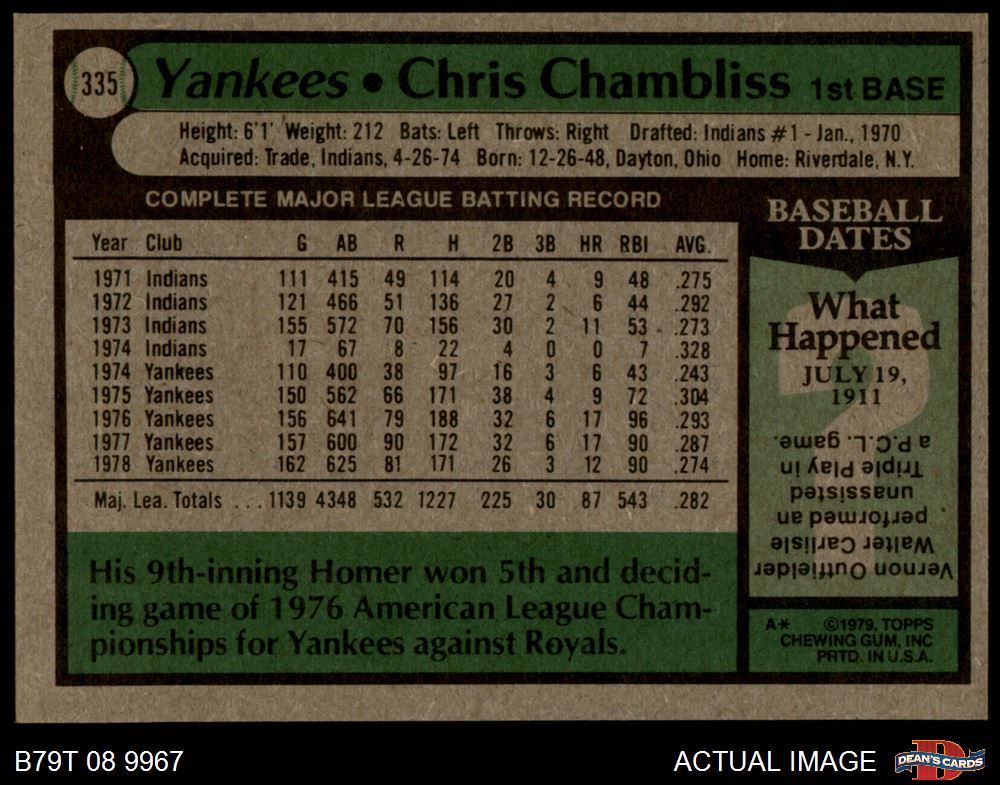 335 Yankees • Chris Chambliss 1st BASE
Height: 6'1' Weight: 212 Bats: Left Throws: Right Drafted: Indians #1 - Jan., 1970
Acquired: Trade, Indians, 4-26-74 Born: 12-26-48, Dayton, Ohio Home: Riverdale, N.Y.
COMPLETE MAJOR LEAGUE BATTING RECORD
Year Club G AB R H 2B 3B HR RBI AVG.
1971 Indians 111 415 49 114 20 4 9 48 .275
1972 Indians 121 466 51 136 27 2 6 44 .292
1973 Indians 155 572 70 156 30 2 11 53 .273
1974 Indians 17 67 8 22 4 0 0 7 .328
1974 Yankees 110 400 38 97 16 3 6 43 .243
1975 Yankees 150 562 66 171 38 4 9 72 .304
1976 Yankees 156 641 79 188 32 6 17 96 .293
1977 Yankees 157 600 90 172 32 6 17 90 .287
1978 Yankees 162 625 81 171 26 3 12 90 .274
Maj. Lea. Totals ... 1139 4348 532 1227 225 30 87 543 .282
His 9th-inning Homer won 5th and decid-
ing game of 1976 American League Cham-
pionships for Yankees against Royals.
BASEBALL
DATES
What
Happened
JULY 19,
1911
Vernon Outfielder
Walter Carlisle
performed an
unassisted
Triple Play in
a P.C.L. game.
A* ©1979, TOPPS
CHEWING GUM, INC
PRTD. IN U.S.A.
B79T 08 9967
ACTUAL IMAGE
D
DEAN'S CARDS